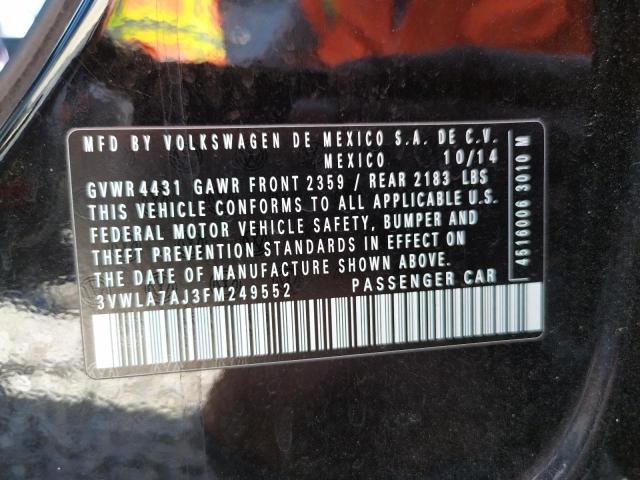 MFD BY VOLKSWAGEN DE MEXICO S.A. DE C.V.
MEXICO 10/14
GVWR 4431 GAWR FRONT 2359 / REAR 2183 LBS
THIS VEHICLE CONFORMS TO ALL APPLICABLE U.S.
FEDERAL MOTOR VEHICLE SAFETY, BUMPER AND
THEFT PREVENTION STANDARDS IN EFFECT ON
THE DATE OF MANUFACTURE SHOWN ABOVE.
3VWLA7AJ3FM249552 PASSENGER CAR
4516006 3010 M